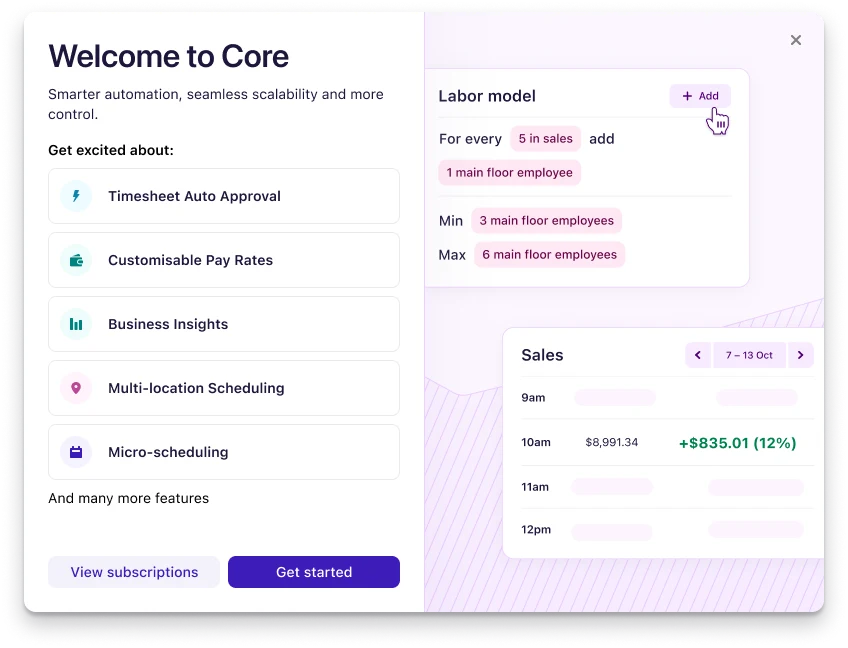 Welcome to Core
Smarter automation, seamless scalability and more
control.
Get excited about:
Timesheet Auto Approval
Customisable Pay Rates
Business Insights
Multi-location Scheduling
Micro-scheduling
And many more features
View subscriptions
Get started
Labor model
+ Add
For every 5 in sales add
1 main floor employee
Min 3 main floor employees
Max 6 main floor employees
Sales
7 – 13 Oct
9am
10am $8,991.34 +$835.01 (12%)
11am
12pm